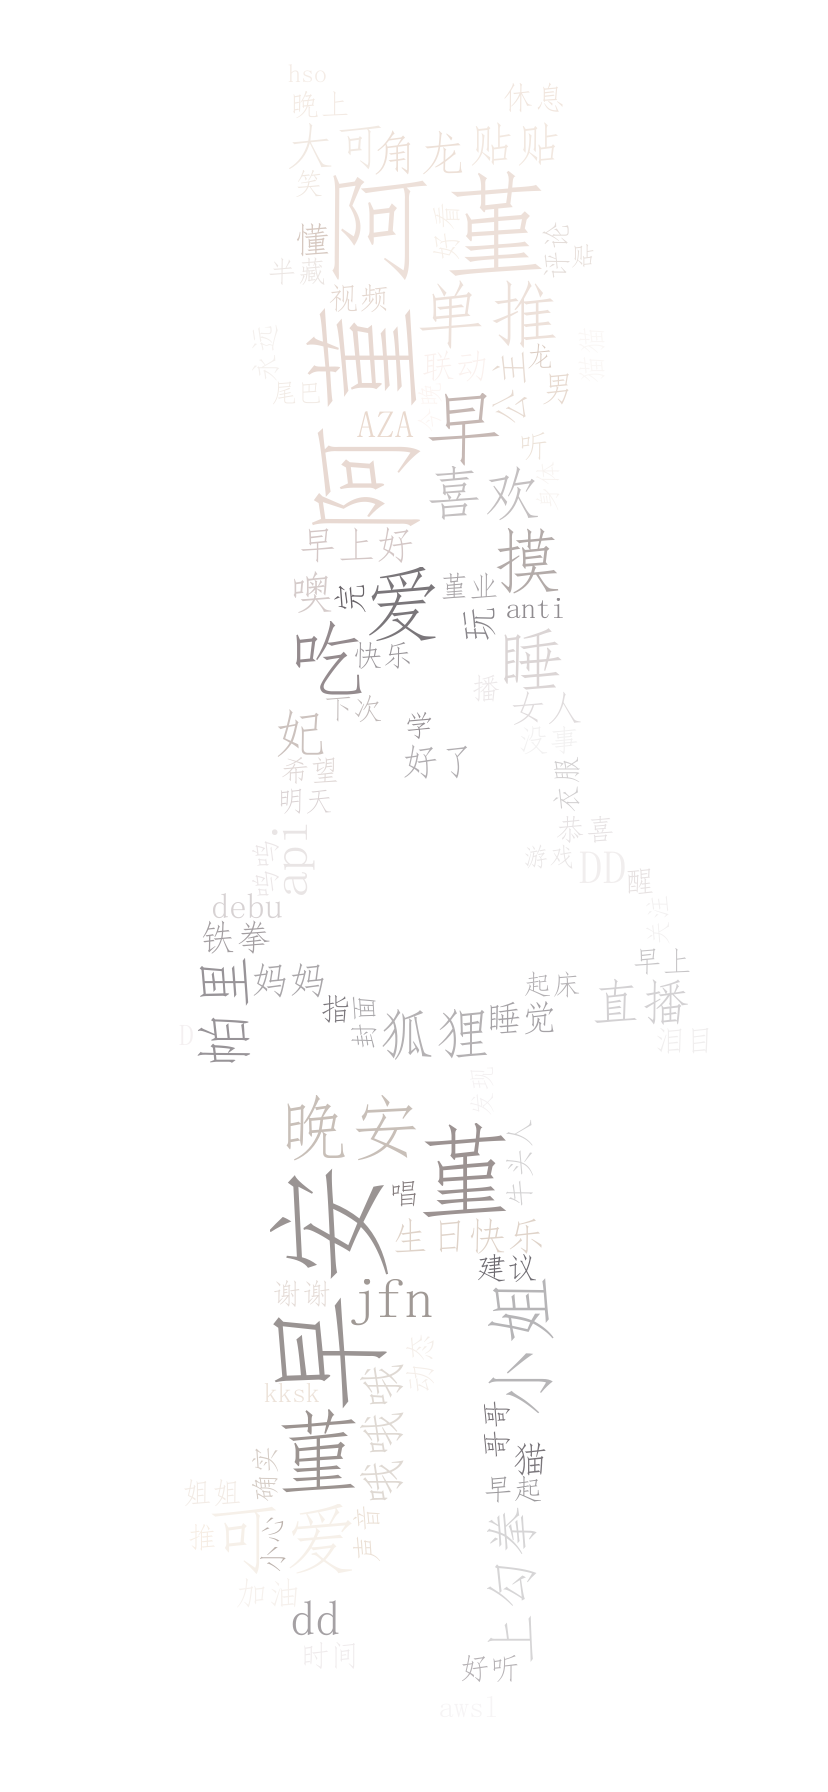 hso
晚上
休息
大可
角龙
贴贴
笑
阿堇
好看
懂
评论
贴
半藏
视频
单推
阿堇
永远
联动
龙
公主
男
猫猫
尾巴
AZA
早
听
喜欢
身体
早上好
摸
噢
完
爱
堇业
anti
玩
吃
快乐
睡
播
下次
女人
妃
学
没事
好了
希望
衣服
明天
恭喜
呜呜
api
游戏
DD
醒
debu
关注
铁拳
早上
帕里
妈妈
起床
指
封面
狐狸
睡觉
直播
D
泪目
发现
晚安
堇
牛头人
早安
唱
生日快乐
建议
谢谢
jfn
小姐
动态
哦哦哦
kksk
哥哥
堇
猫
确实
早起
姐姐
推
可爱
小心
声音
上勾拳
加油
dd
时间
好听
awsl